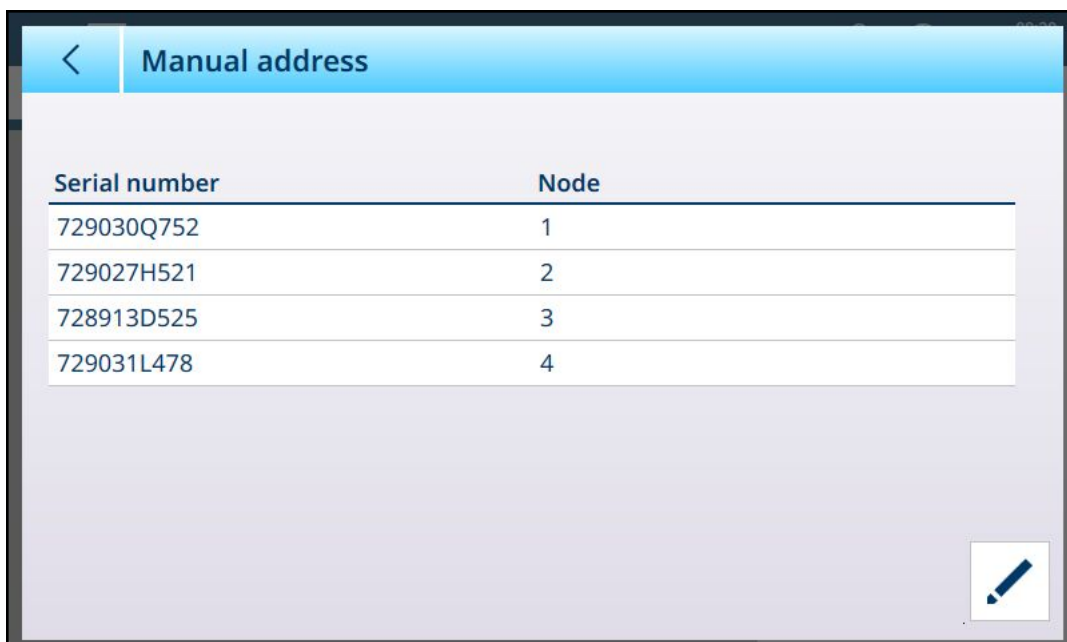 Manual address
Serial number Node
729030Q752 1
729027H521 2
728913D525 3
729031L478 4